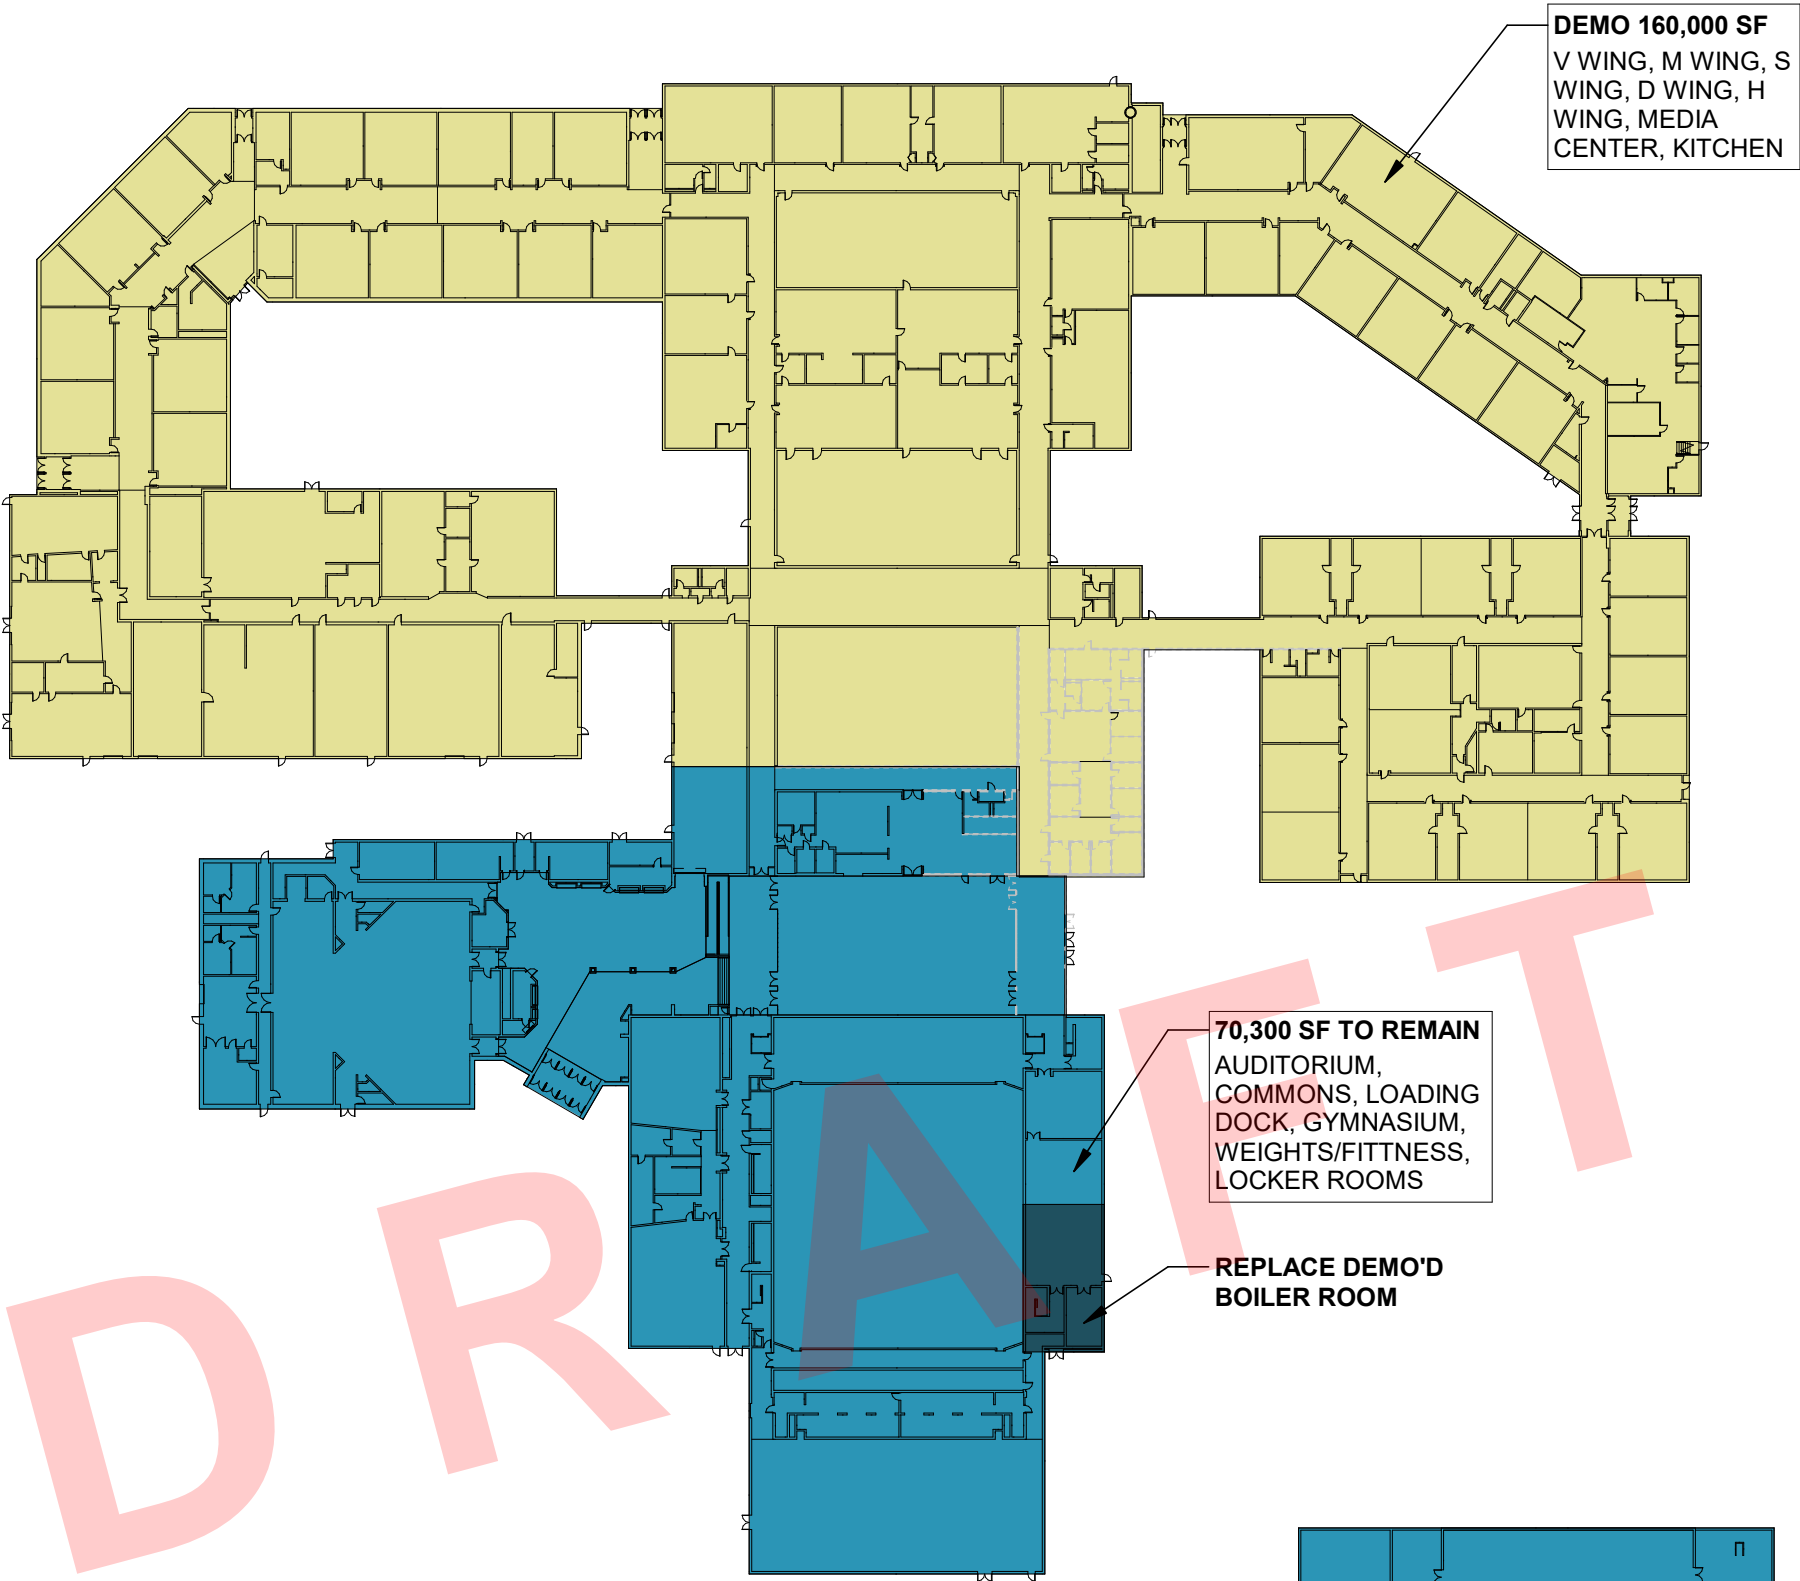 DEMO 160,000 SF
V WING, M WING, S
WING, D WING, H
WING, MEDIA
CENTER, KITCHEN
70,300 SF TO REMAIN
AUDITORIUM,
COMMONS, LOADING
DOCK, GYMNASIUM,
WEIGHTS/FITTNESS,
LOCKER ROOMS
REPLACE DEMO'D
BOILER ROOM
DRAFT